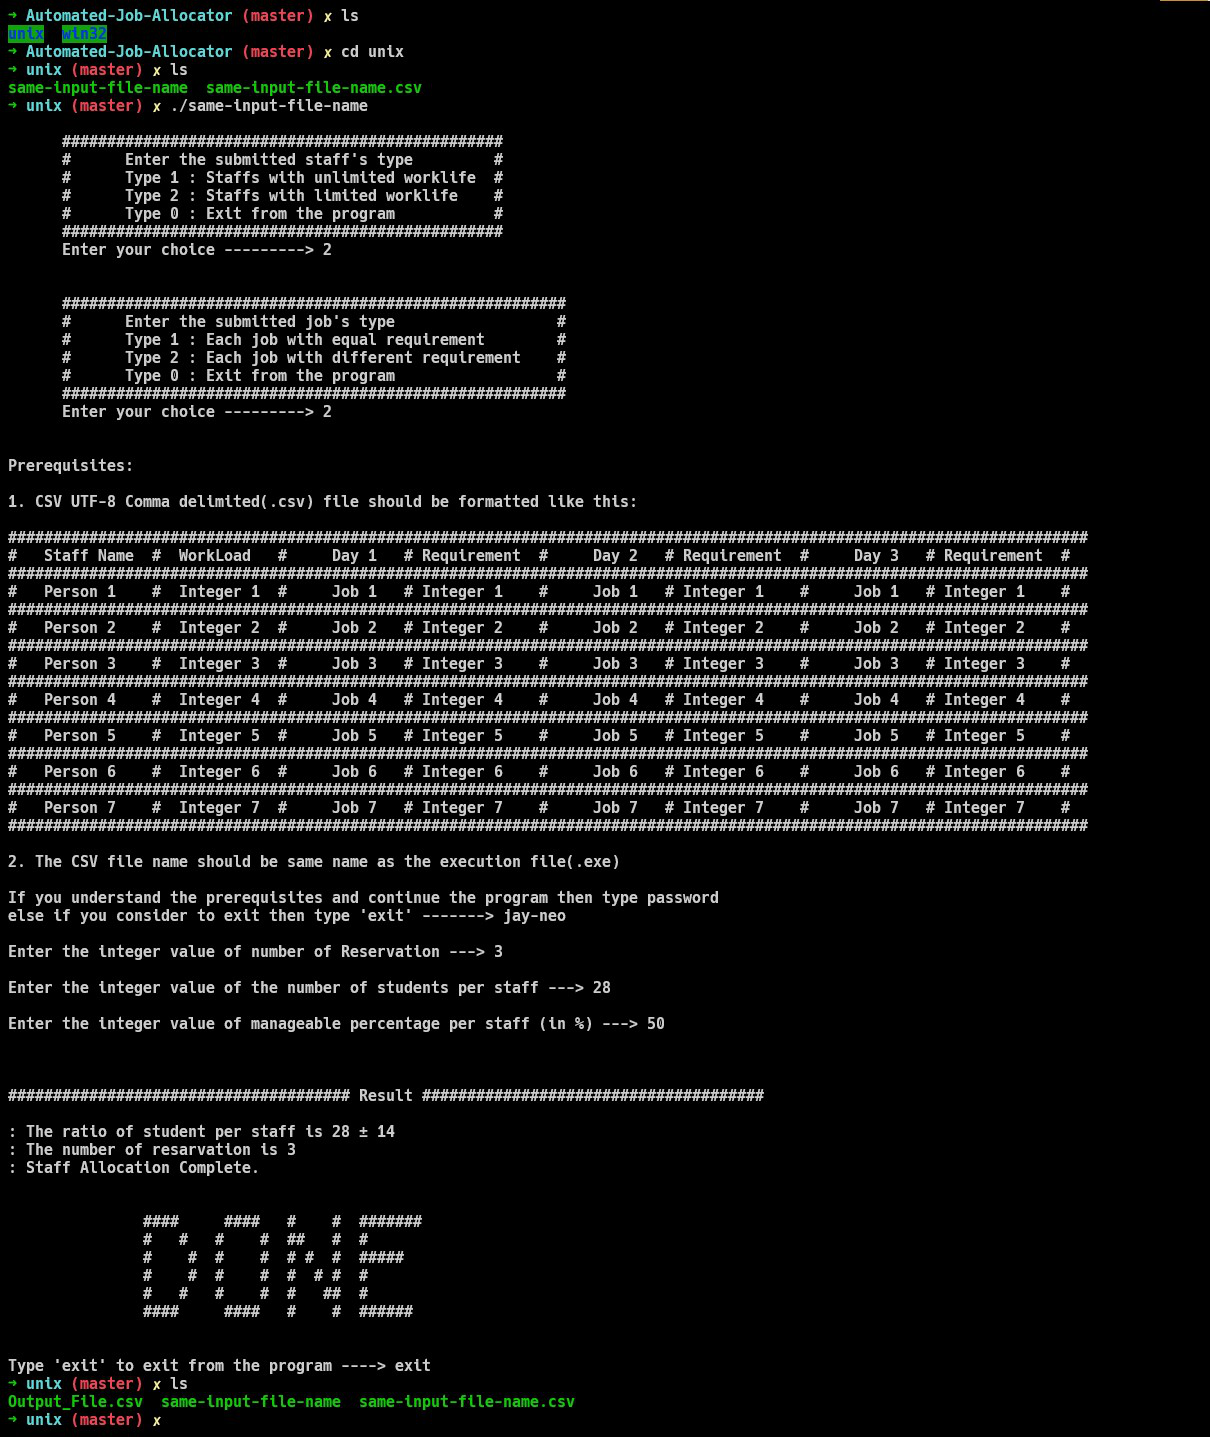 ➜ Automated-Job-Allocator (master) ✗ ls
unix  win32
➜ Automated-Job-Allocator (master) ✗ cd unix
➜ unix (master) ✗ ls
same-input-file-name  same-input-file-name.csv
➜ unix (master) ✗ ./same-input-file-name

      #################################################
      #      Enter the submitted staff's type         #
      #      Type 1 : Staffs with unlimited worklife  #
      #      Type 2 : Staffs with limited worklife    #
      #      Type 0 : Exit from the program           #
      #################################################
      Enter your choice ---------> 2

      ########################################################
      #      Enter the submitted job's type                  #
      #      Type 1 : Each job with equal requirement        #
      #      Type 2 : Each job with different requirement    #
      #      Type 0 : Exit from the program                  #
      ########################################################
      Enter your choice ---------> 2

Prerequisites:

1. CSV UTF-8 Comma delimited(.csv) file should be formatted like this:

########################################################################################################################
#   Staff Name  #  WorkLoad   #     Day 1   # Requirement  #     Day 2   # Requirement  #     Day 3   # Requirement  #
########################################################################################################################
#   Person 1    #  Integer 1  #     Job 1   # Integer 1    #     Job 1   # Integer 1    #     Job 1   # Integer 1    #
########################################################################################################################
#   Person 2    #  Integer 2  #     Job 2   # Integer 2    #     Job 2   # Integer 2    #     Job 2   # Integer 2    #
########################################################################################################################
#   Person 3    #  Integer 3  #     Job 3   # Integer 3    #     Job 3   # Integer 3    #     Job 3   # Integer 3    #
########################################################################################################################
#   Person 4    #  Integer 4  #     Job 4   # Integer 4    #     Job 4   # Integer 4    #     Job 4   # Integer 4    #
########################################################################################################################
#   Person 5    #  Integer 5  #     Job 5   # Integer 5    #     Job 5   # Integer 5    #     Job 5   # Integer 5    #
########################################################################################################################
#   Person 6    #  Integer 6  #     Job 6   # Integer 6    #     Job 6   # Integer 6    #     Job 6   # Integer 6    #
########################################################################################################################
#   Person 7    #  Integer 7  #     Job 7   # Integer 7    #     Job 7   # Integer 7    #     Job 7   # Integer 7    #
########################################################################################################################

2. The CSV file name should be same name as the execution file(.exe)

If you understand the prerequisites and continue the program then type password
else if you consider to exit then type 'exit' -------> jay-neo

Enter the integer value of number of Reservation ---> 3

Enter the integer value of the number of students per staff ---> 28

Enter the integer value of manageable percentage per staff (in %) ---> 50

###################################### Result ######################################

: The ratio of student per staff is 28 ± 14
: The number of resarvation is 3
: Staff Allocation Complete.

               ####     ####   #    #  #######
               #   #   #    #  ##   #  #
               #    #  #    #  # #  #  #####
               #    #  #    #  #  # #  #
               #   #   #    #  #   ##  #
               ####     ####   #    #  ######

Type 'exit' to exit from the program ----> exit
➜ unix (master) ✗ ls
Output_File.csv  same-input-file-name  same-input-file-name.csv
➜ unix (master) ✗